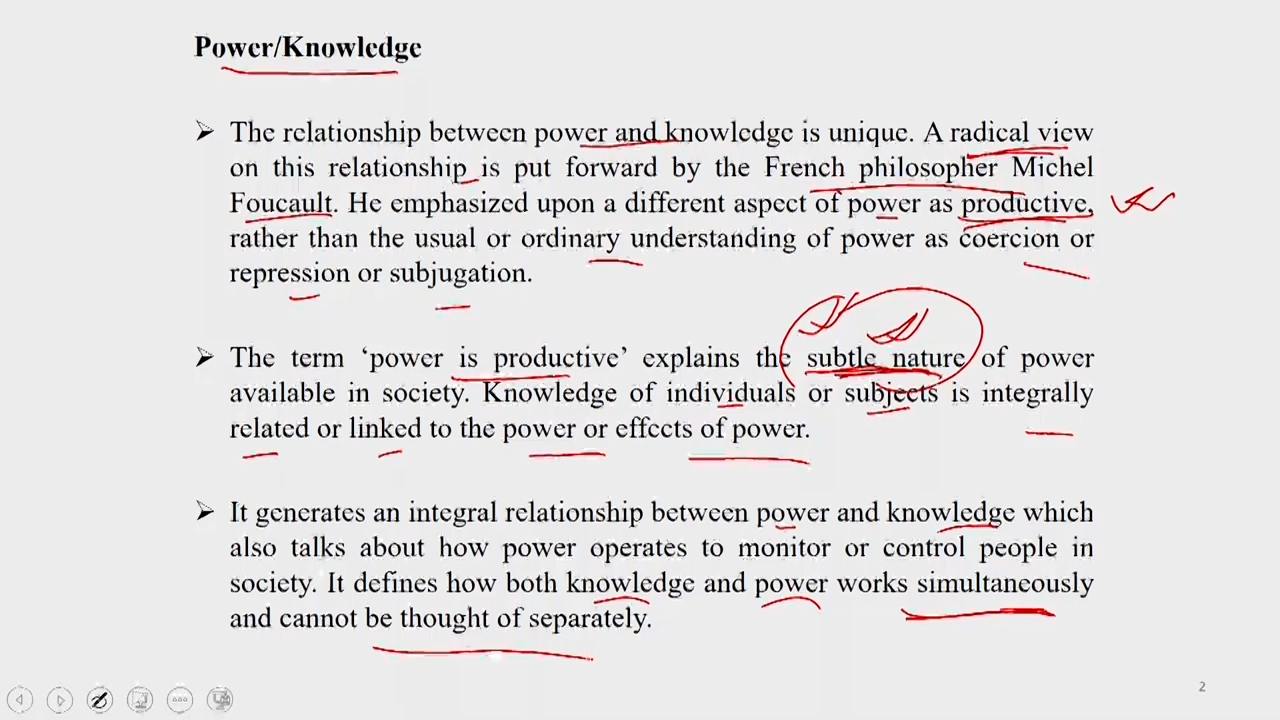 Power/Knowledge
➢ The relationship between power and knowledge is unique. A radical view
on this relationship is put forward by the French philosopher Michel
Foucault. He emphasized upon a different aspect of power as productive,
rather than the usual or ordinary understanding of power as coercion or
repression or subjugation.
➢ The term ‘power is productive’ explains the subtle nature of power
available in society. Knowledge of individuals or subjects is integrally
related or linked to the power or effects of power.
➢ It generates an integral relationship between power and knowledge which
also talks about how power operates to monitor or control people in
society. It defines how both knowledge and power works simultaneously
and cannot be thought of separately.
2